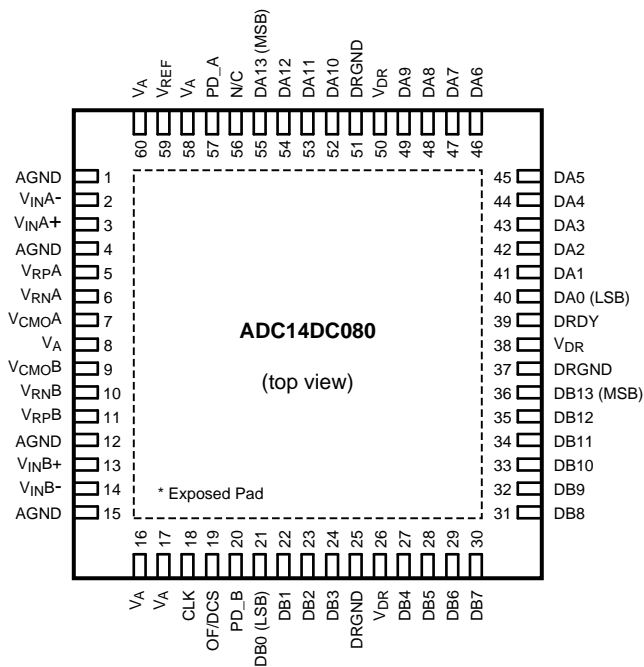 VA
VREF
VA
PD_A
N/C
DA13 (MSB)
DA12
DA11
DA10
DRGND
VDR
DA9
DA8
DA7
DA6
60 59 58 57 56 55 54 53 52 51 50 49 48 47 46
AGND 1
VINA- 2
VINA+ 3
AGND 4
VRPA 5
VRNA 6
VCMOA 7
VA 8
VCMOB 9
VRNB 10
VRPB 11
AGND 12
VINB+ 13
VINB- 14
AGND 15
ADC14DC080
(top view)
* Exposed Pad
45 DA5
44 DA4
43 DA3
42 DA2
41 DA1
40 DA0 (LSB)
39 DRDY
38 VDR
37 DRGND
36 DB13 (MSB)
35 DB12
34 DB11
33 DB10
32 DB9
31 DB8
16 17 18 19 20 21 22 23 24 25 26 27 28 29 30
VA
VA
CLK
OF/DCS
PD_B
DB0 (LSB)
DB1
DB2
DB3
DRGND
VDR
DB4
DB5
DB6
DB7